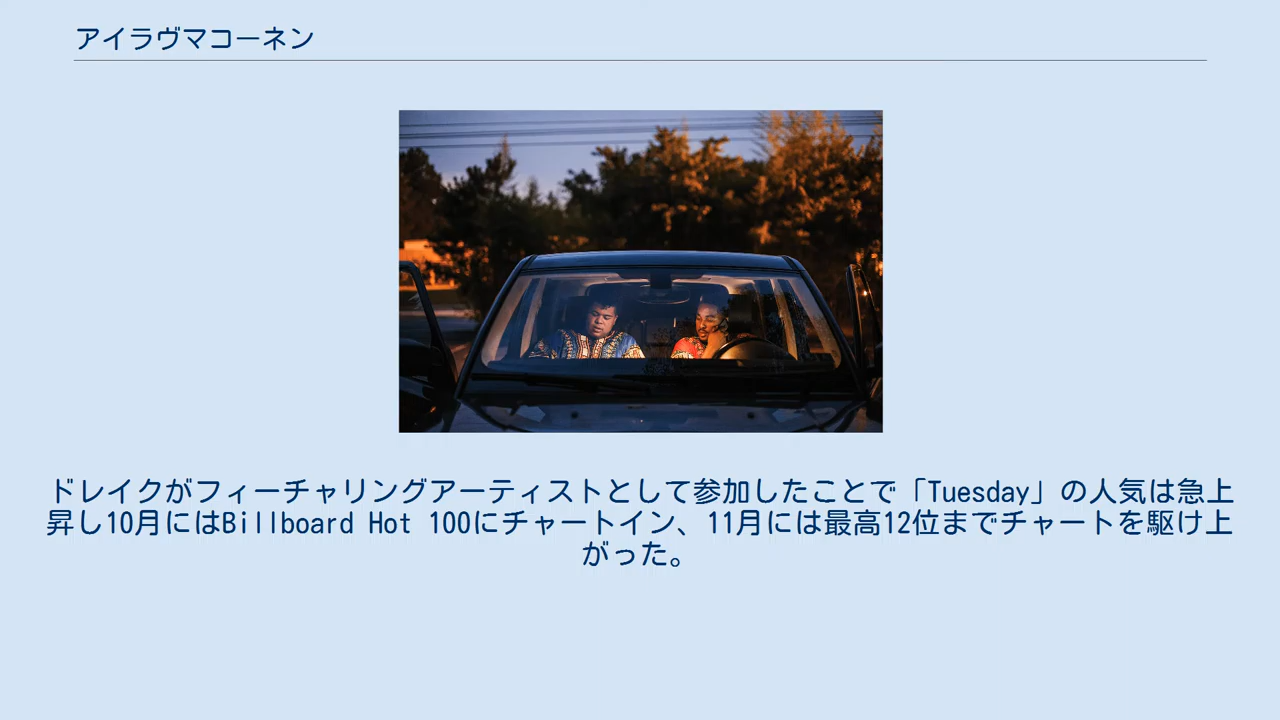 アイラヴマコーネン
ドレイクがフィーチャリングアーティストとして参加したことで「Tuesday」の人気は急上
昇し10月にはBillboard Hot 100にチャートイン、11月には最高12位までチャートを駆け上
がった。